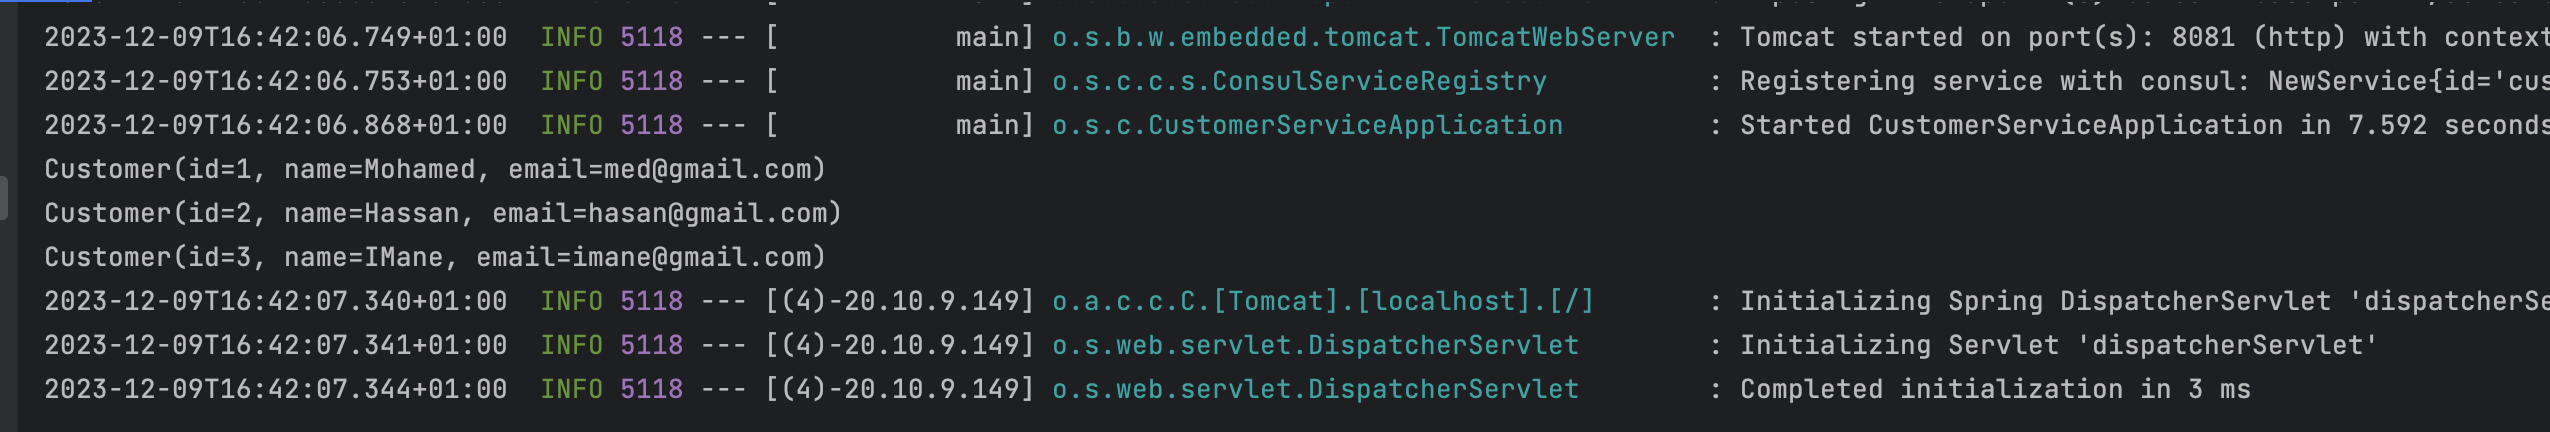 2023-12-09T16:42:06.749+01:00  INFO 5118 --- [           main] o.s.b.w.embedded.tomcat.TomcatWebServer  : Tomcat started on port(s): 8081 (http) with context
2023-12-09T16:42:06.753+01:00  INFO 5118 --- [           main] o.s.c.c.s.ConsulServiceRegistry          : Registering service with consul: NewService{id='cus
2023-12-09T16:42:06.868+01:00  INFO 5118 --- [           main] o.s.c.CustomerServiceApplication         : Started CustomerServiceApplication in 7.592 seconds
Customer(id=1, name=Mohamed, email=med@gmail.com)
Customer(id=2, name=Hassan, email=hasan@gmail.com)
Customer(id=3, name=IMane, email=imane@gmail.com)
2023-12-09T16:42:07.340+01:00  INFO 5118 --- [(4)-20.10.9.149] o.a.c.c.C.[Tomcat].[localhost].[/]       : Initializing Spring DispatcherServlet 'dispatcherSe
2023-12-09T16:42:07.341+01:00  INFO 5118 --- [(4)-20.10.9.149] o.s.web.servlet.DispatcherServlet        : Initializing Servlet 'dispatcherServlet'
2023-12-09T16:42:07.344+01:00  INFO 5118 --- [(4)-20.10.9.149] o.s.web.servlet.DispatcherServlet        : Completed initialization in 3 ms